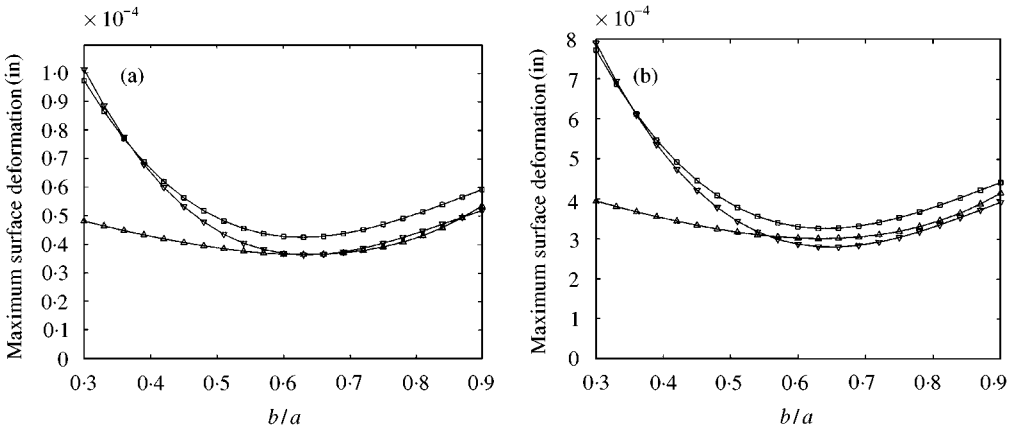 × 10⁻⁴
Maximum surface deformation (in)
(a)
1·0
0·9
0·8
0·7
0·6
0·5
0·4
0·3
0·2
0·1
0
0·3 0·4 0·5 0·6 0·7 0·8 0·9
b/a
× 10⁻⁴
Maximum surface deformation (in)
(b)
8
7
6
5
4
3
2
1
0
0·3 0·4 0·5 0·6 0·7 0·8 0·9
b/a